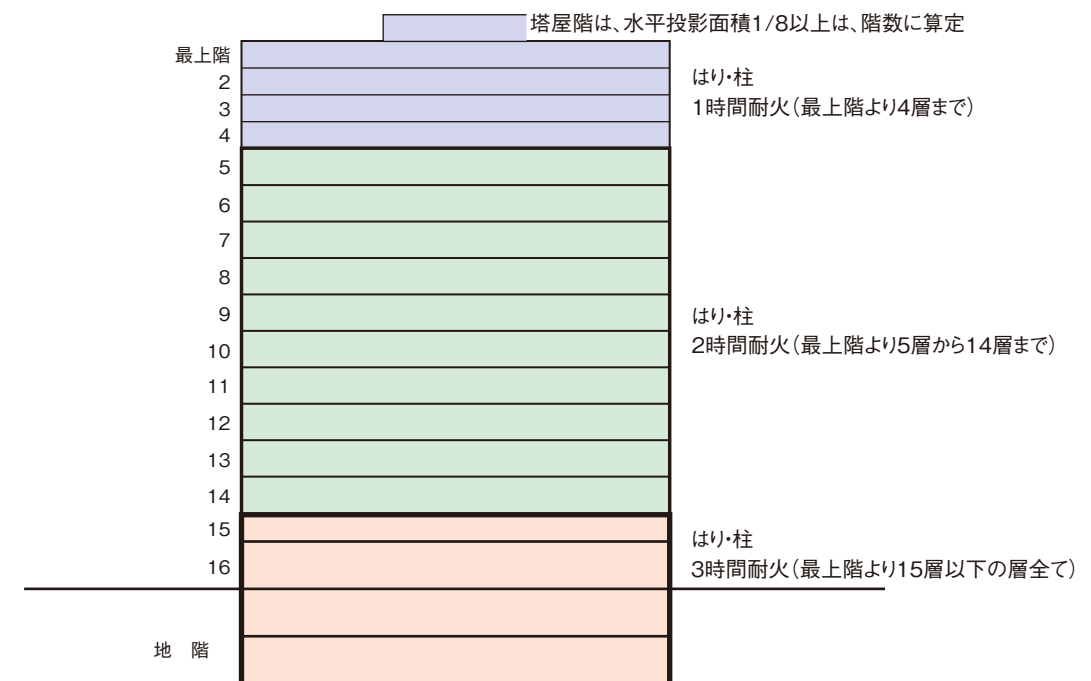 塔屋階は、水平投影面積1/8以上は、階数に算定
最上階
2
3
4
はり・柱
1時間耐火（最上階より4層まで）
5
6
7
8
9
10
11
12
13
14
はり・柱
2時間耐火（最上階より5層から14層まで）
15
16
はり・柱
3時間耐火（最上階より15層以下の層全て）
地　階